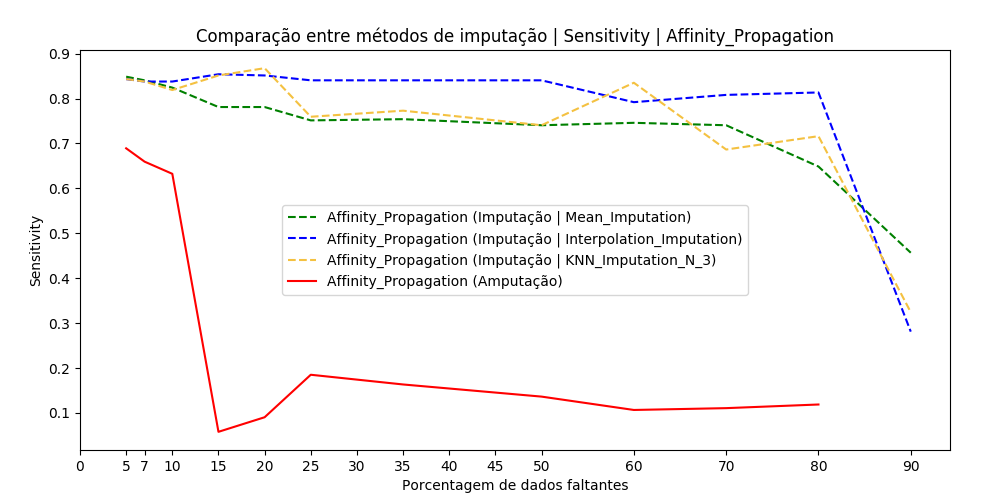 Comparação entre métodos de imputação | Sensitivity | Affinity_Propagation
0.9
0.8
0.7
0.6
0.5
0.4
0.3
0.2
0.1
Sensitivity
Affinity_Propagation (Imputação | Mean_Imputation)
Affinity_Propagation (Imputação | Interpolation_Imputation)
Affinity_Propagation (Imputação | KNN_Imputation_N_3)
Affinity_Propagation (Amputação)
0 5 7 10 15 20 25 30 35 40 45 50 60 70 80 90
Porcentagem de dados faltantes